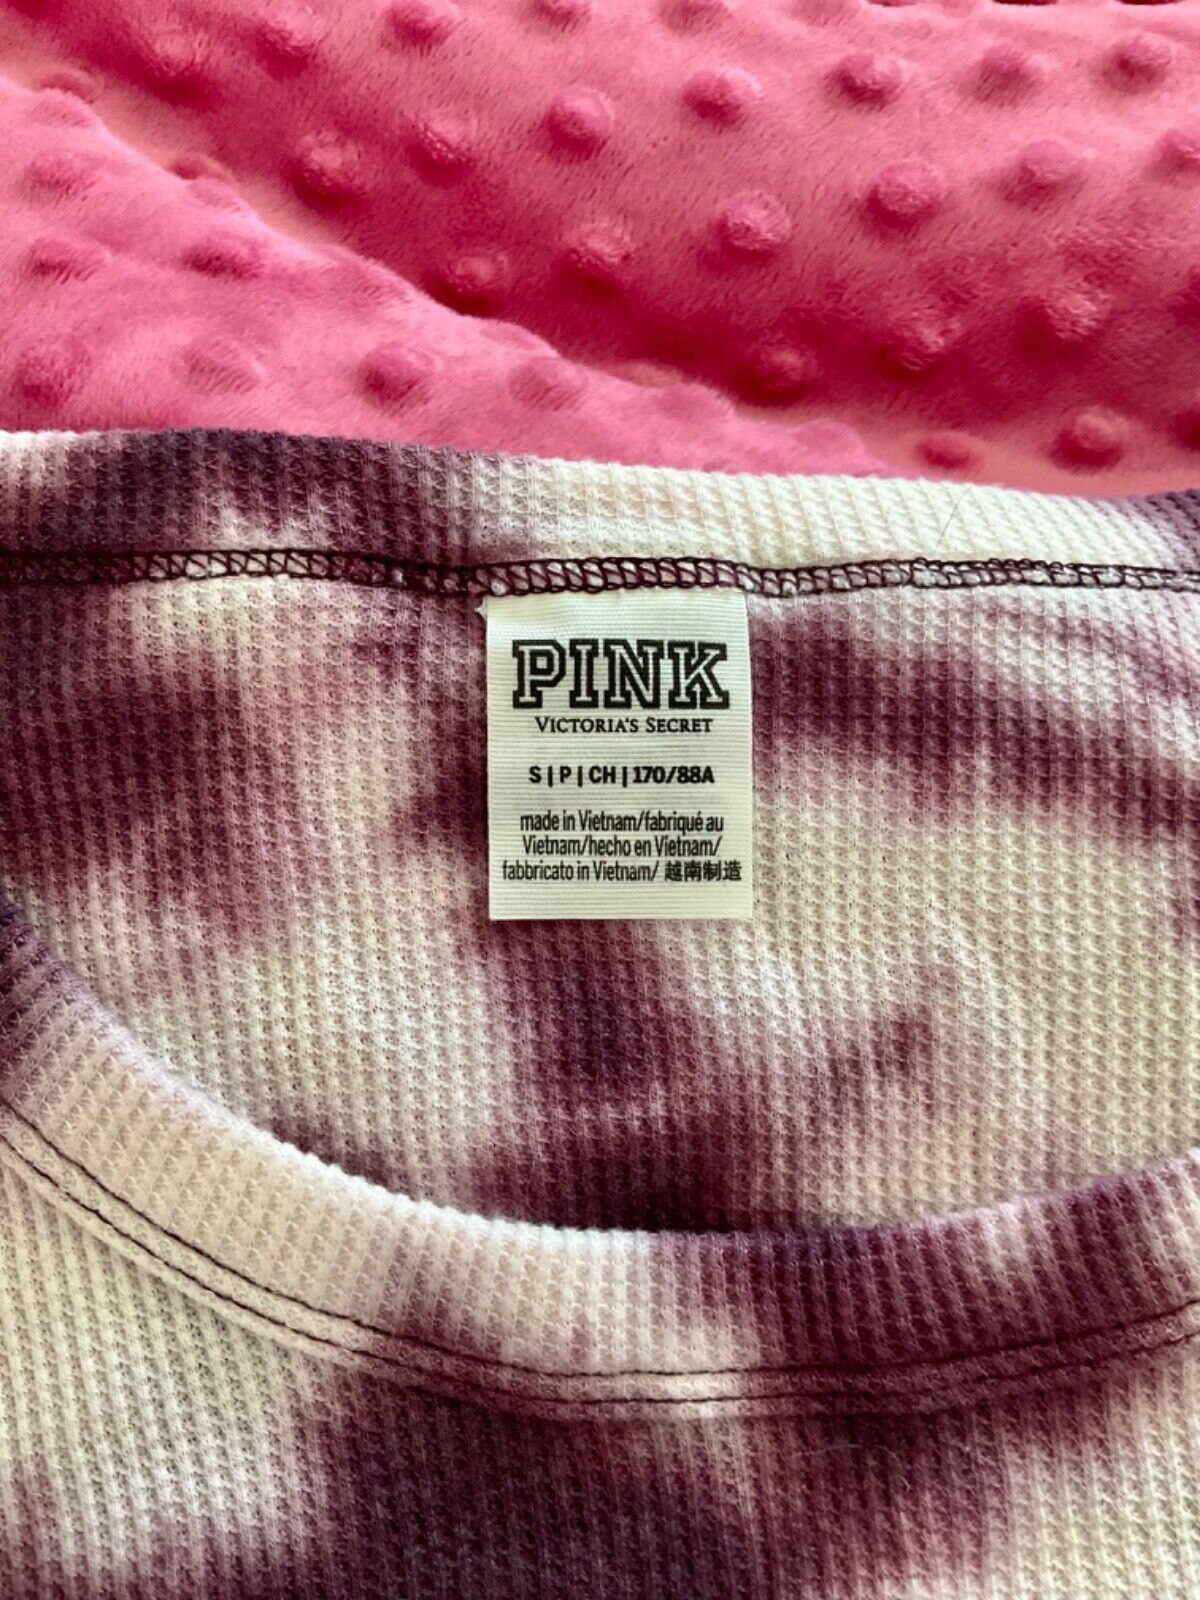 PINK
VICTORIA'S SECRET
S | P | CH | 170/88A
made in Vietnam/fabriqué au
Vietnam/hecho en Vietnam/
fabbricato in Vietnam/ 越南制造